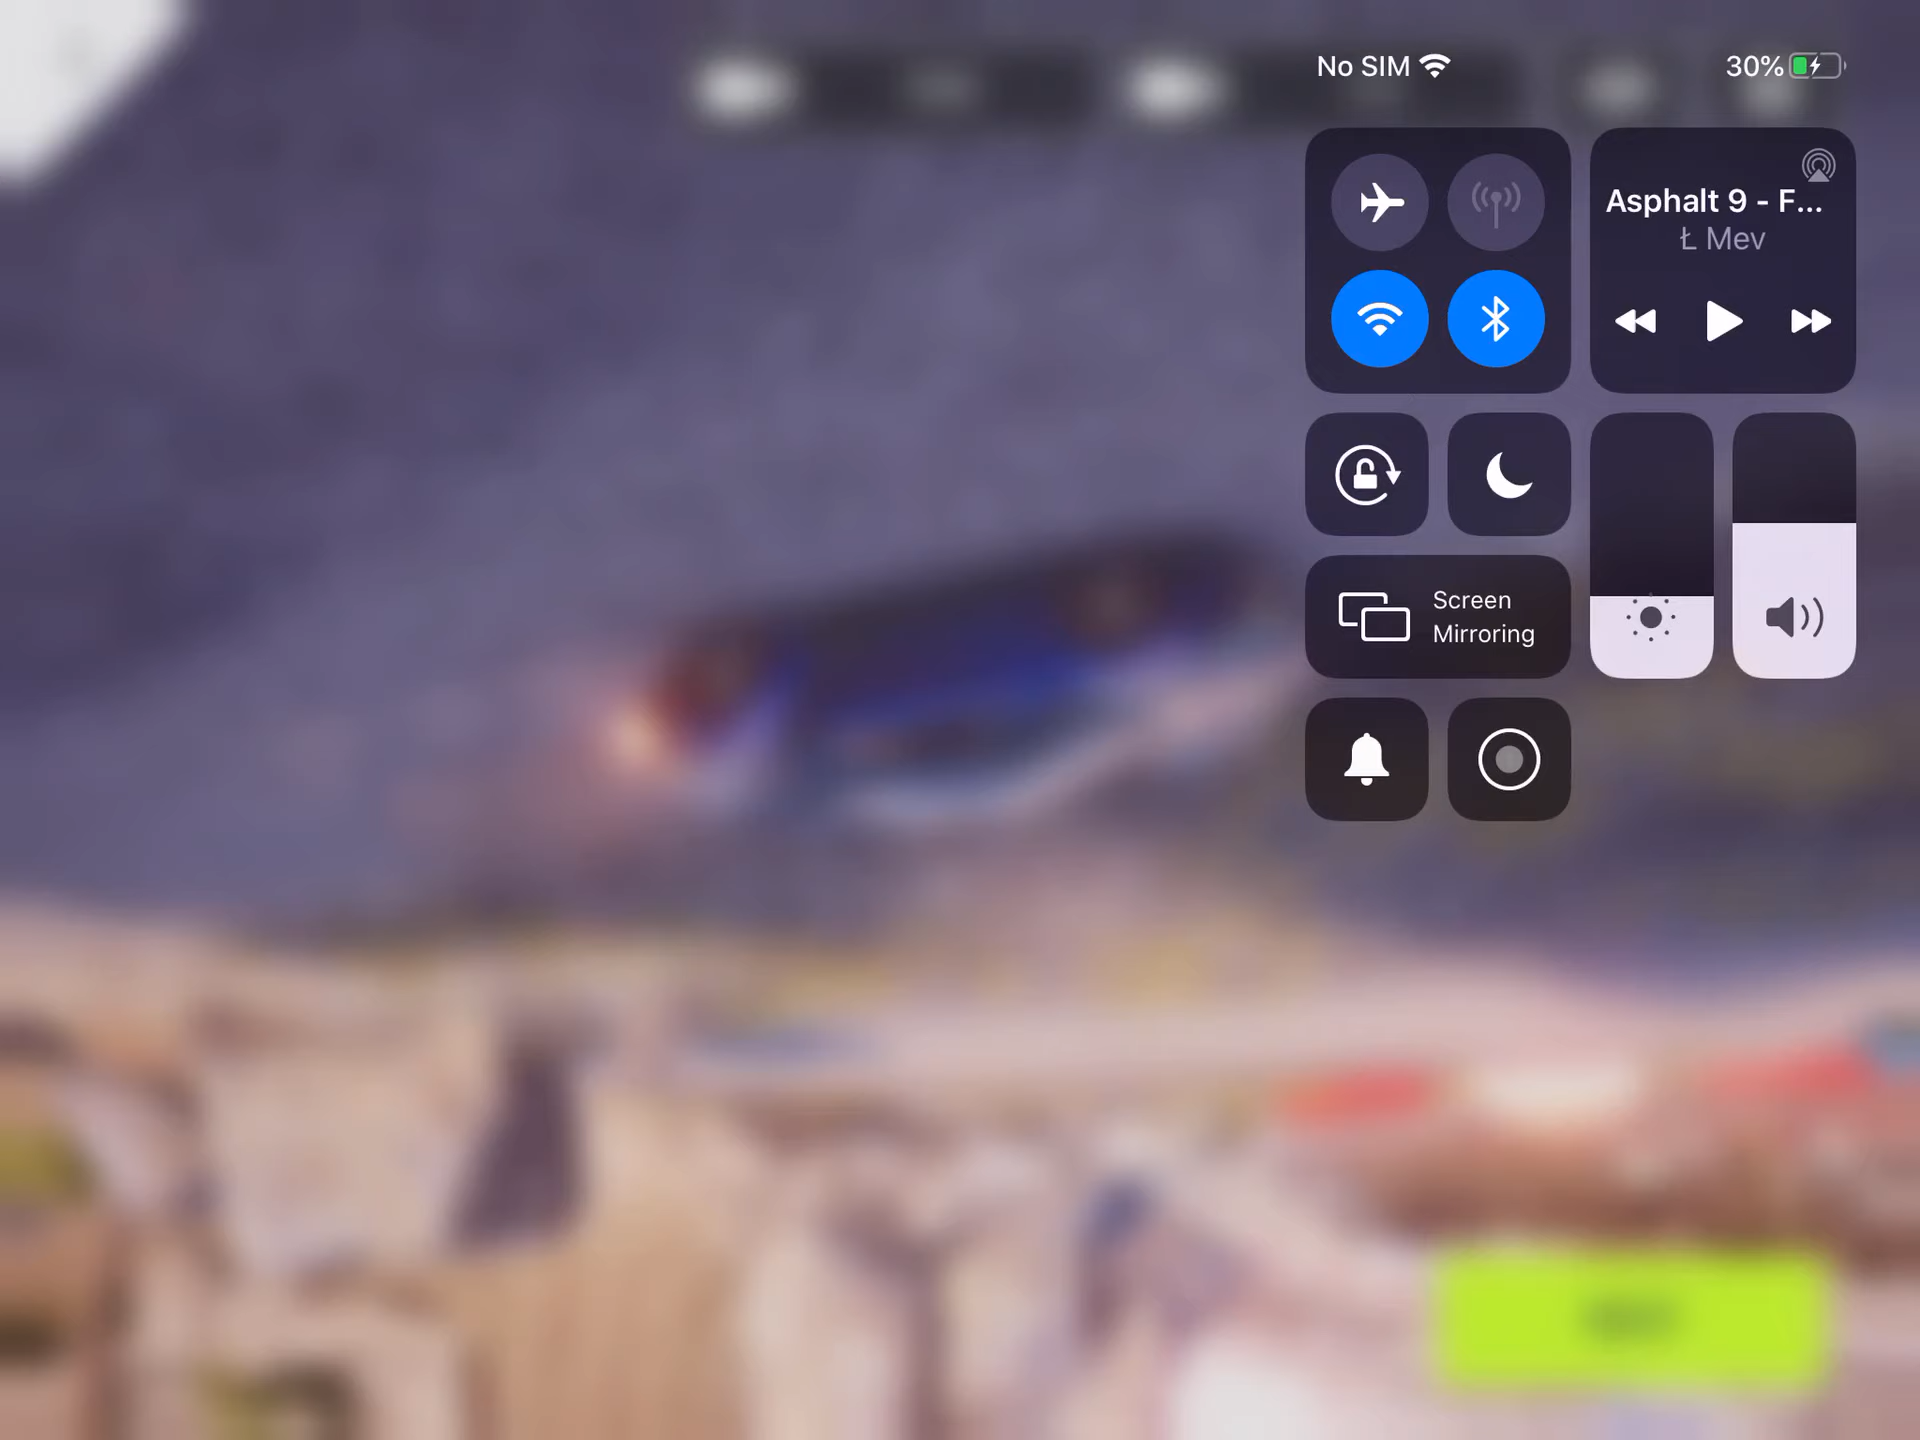 No SIM
30%
Asphalt 9 - F...
Ł Mev
Screen
Mirroring